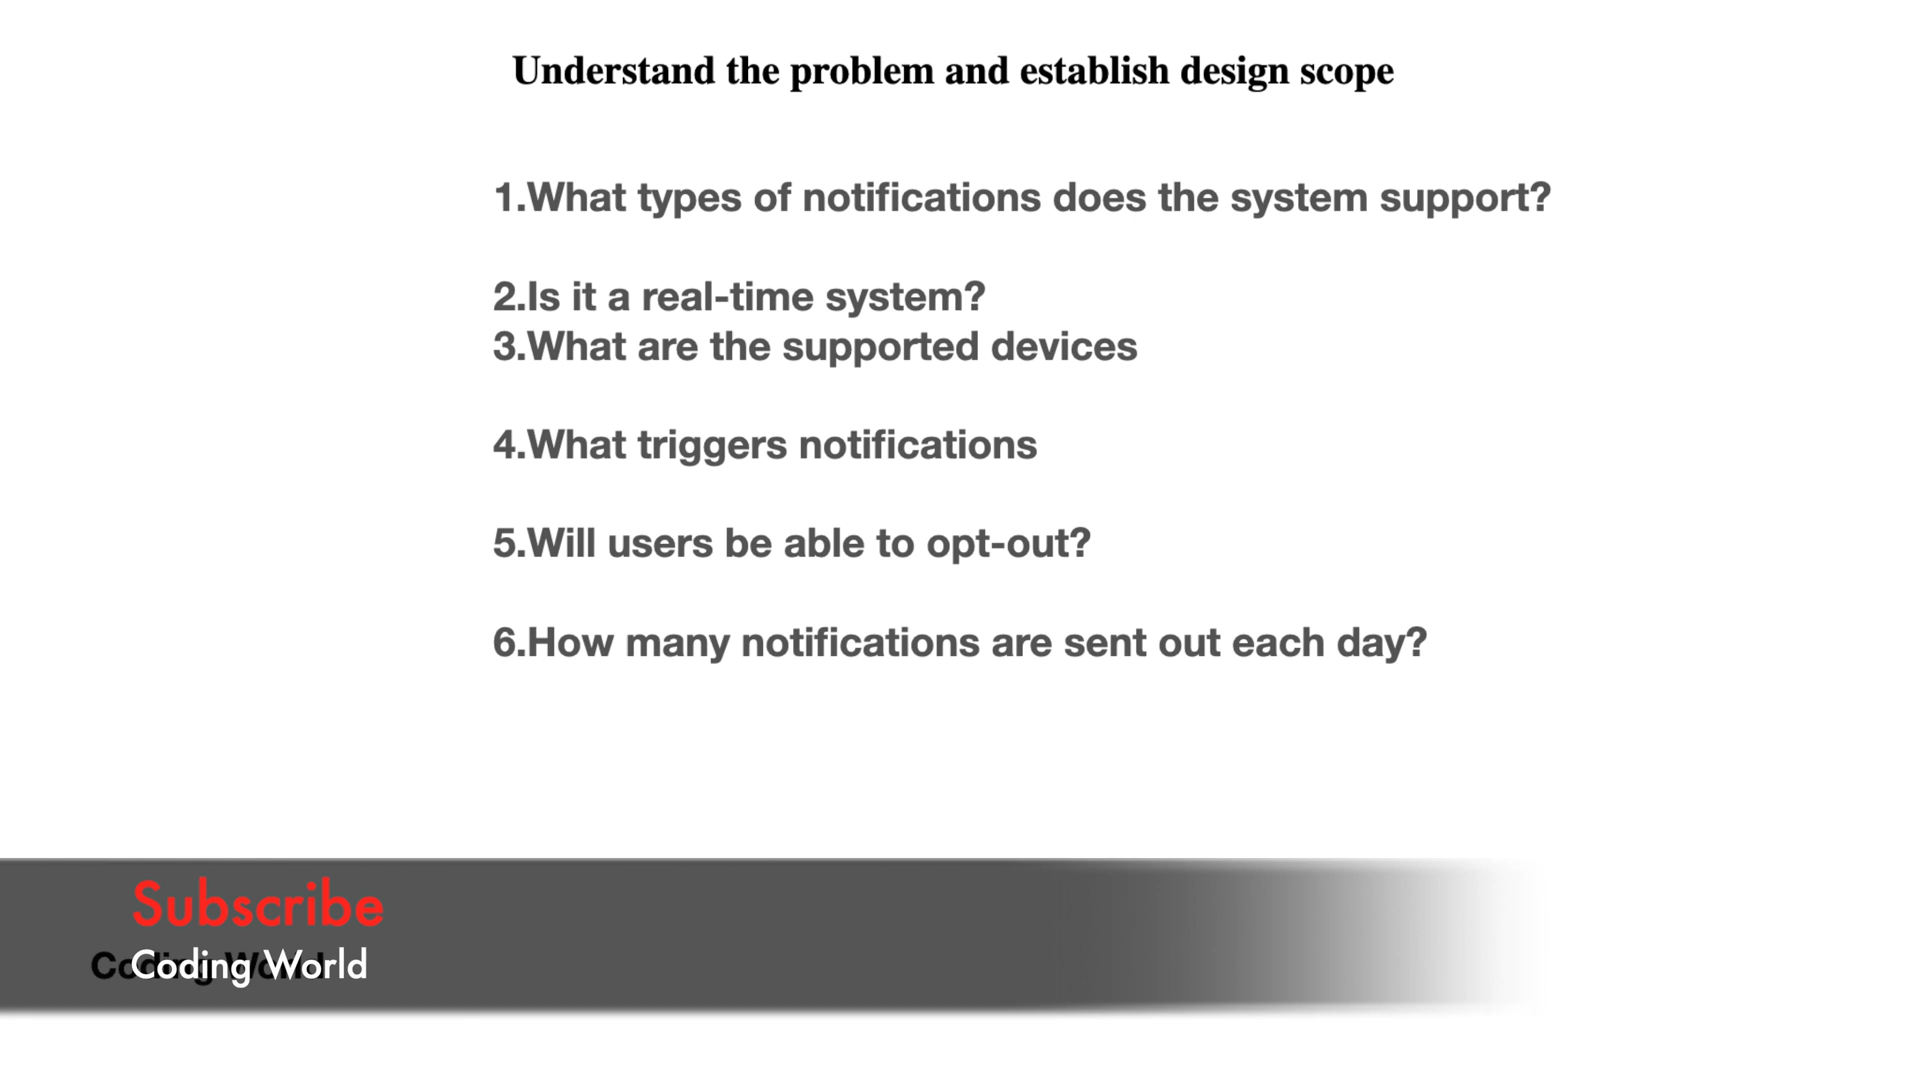 Understand the problem and establish design scope
1.What types of notifications does the system support?
2.Is it a real-time system?
3.What are the supported devices
4.What triggers notifications
5.Will users be able to opt-out?
6.How many notifications are sent out each day?
Subscribe
Coding World
Coding World